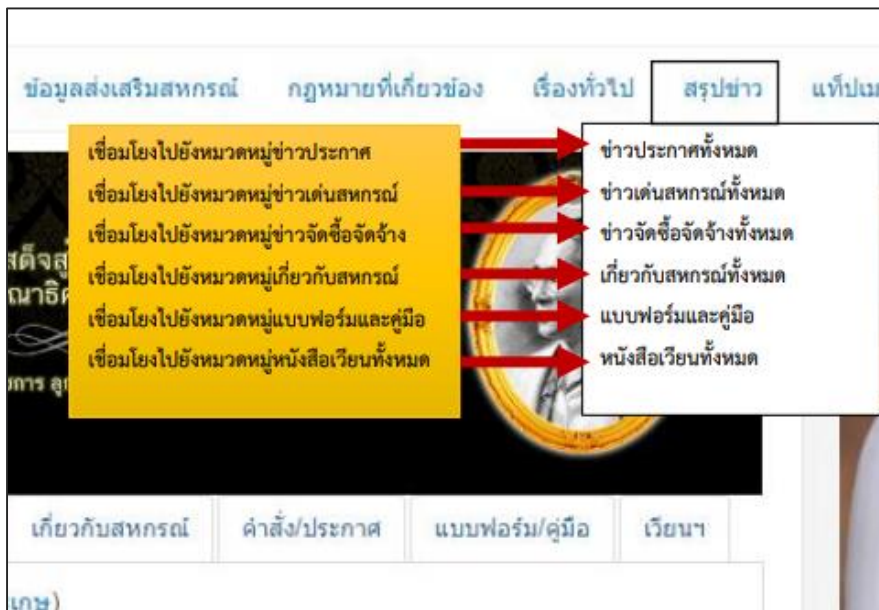 ข้อมูลส่งเสริมสหกรณ์ กฎหมายที่เกี่ยวข้อง เรื่องทั่วไป สรุปข่าว แท็ปเม
เชื่อมโยงไปยังหมวดหมู่ข่าวประกาศ ข่าวประกาศทั้งหมด
เชื่อมโยงไปยังหมวดหมู่ข่าวเด่นสหกรณ์ ข่าวเด่นสหกรณ์ทั้งหมด
เชื่อมโยงไปยังหมวดหมู่ข่าวจัดซื้อจัดจ้าง ข่าวจัดซื้อจัดจ้างทั้งหมด
เชื่อมโยงไปยังหมวดหมู่เกี่ยวกับสหกรณ์ เกี่ยวกับสหกรณ์ทั้งหมด
เชื่อมโยงไปยังหมวดหมู่แบบฟอร์มและคู่มือ แบบฟอร์มและคู่มือ
เชื่อมโยงไปยังหมวดหมู่หนังสือเวียนทั้งหมด หนังสือเวียนทั้งหมด
เกี่ยวกับสหกรณ์ คำสั่ง/ประกาศ แบบฟอร์ม/คู่มือ เวียนฯ
เกษ)